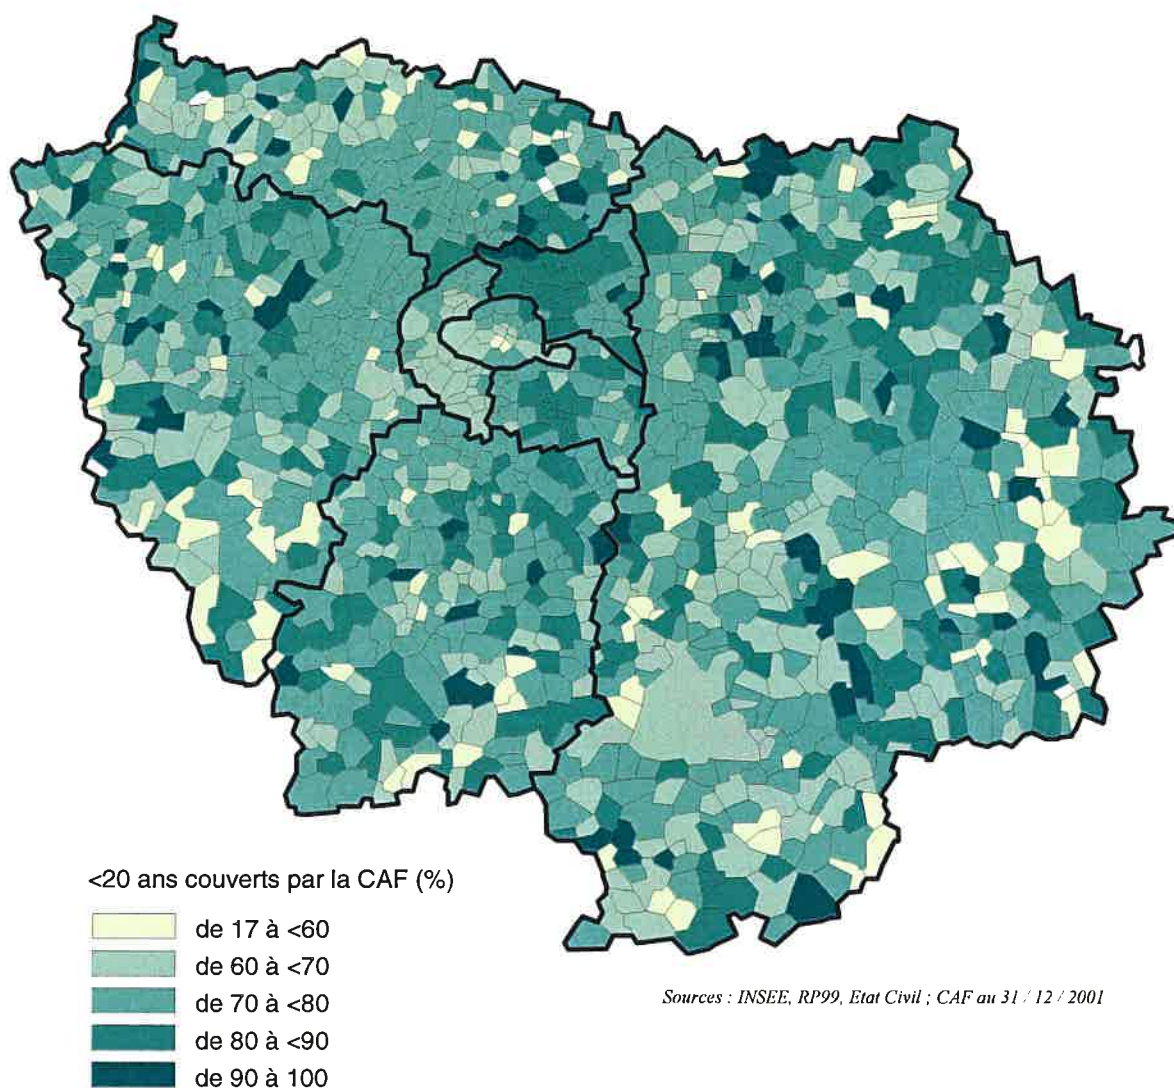 <20 ans couverts par la CAF (%)
de 17 à <60
de 60 à <70
de 70 à <80
de 80 à <90
de 90 à 100
Sources : INSEE, RP99, Etat Civil ; CAF au 31 / 12 / 2001